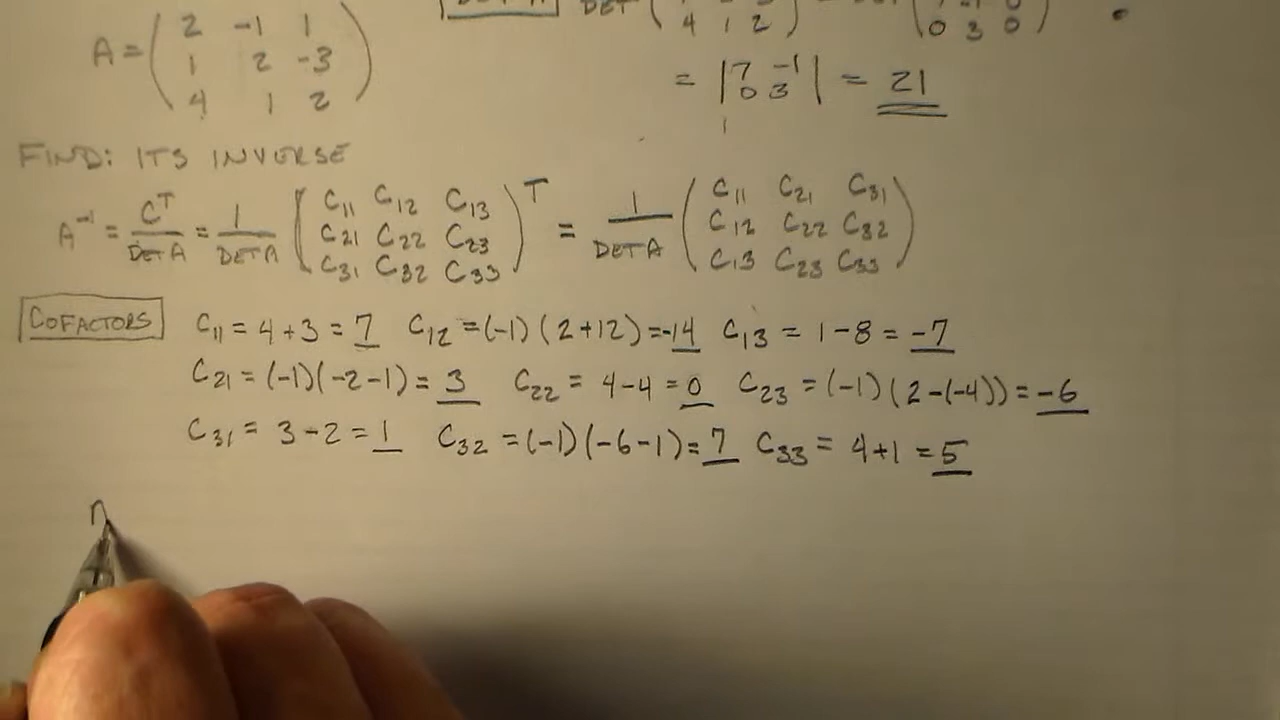 DET ( 4 1 2 ) ( 0 3 0 )
A = ( 2 -1 1
1 2 -3
4 1 2 )
= | 7 -1
0 3 | = 21
FIND: ITS INVERSE
A⁻¹ = Cᵀ / DET A = 1 / DET A ( C₁₁ C₁₂ C₁₃
C₂₁ C₂₂ C₂₃
C₃₁ C₃₂ C₃₃ )ᵀ = 1 / DET A ( C₁₁ C₂₁ C₃₁
C₁₂ C₂₂ C₃₂
C₁₃ C₂₃ C₃₃ )
COFACTORS C₁₁ = 4+3 = 7 C₁₂ = (-1)(2+12) = -14 C₁₃ = 1-8 = -7
C₂₁ = (-1)(-2-1) = 3 C₂₂ = 4-4 = 0 C₂₃ = (-1)(2-(-4)) = -6
C₃₁ = 3-2 = 1 C₃₂ = (-1)(-6-1) = 7 C₃₃ = 4+1 = 5